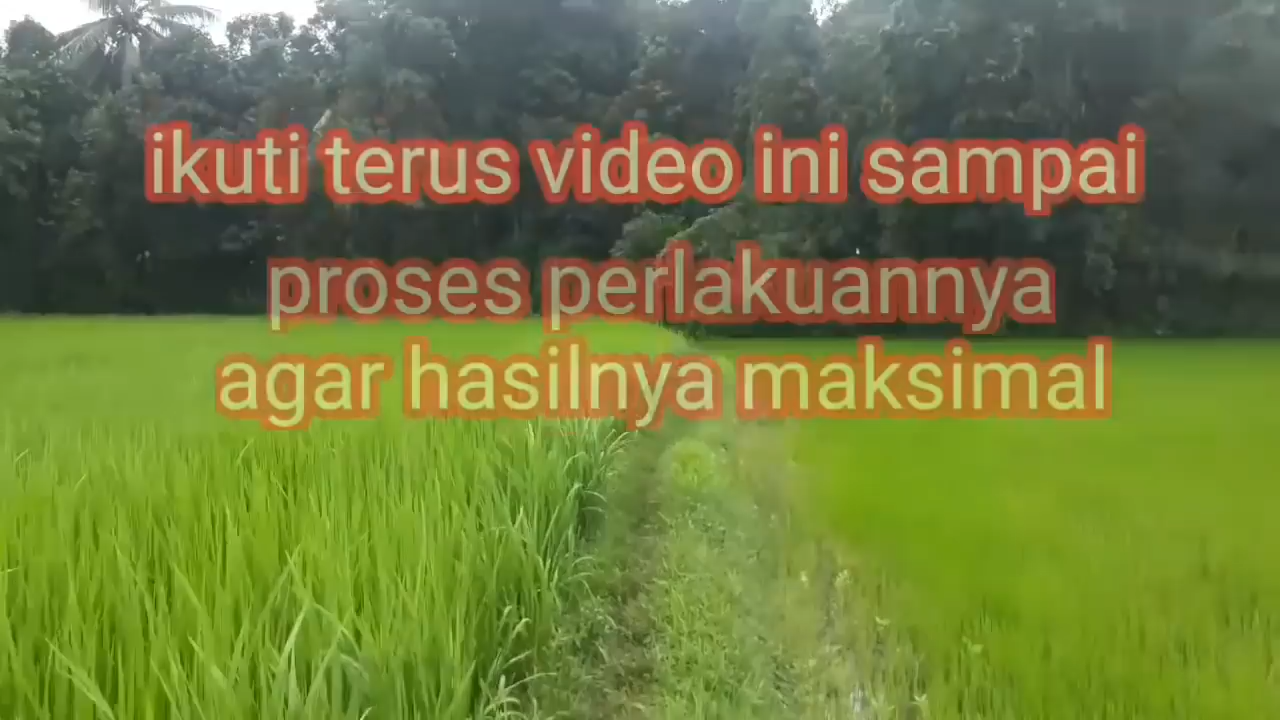 ikuti terus video ini sampai
proses perlakuannya
agar hasilnya maksimal